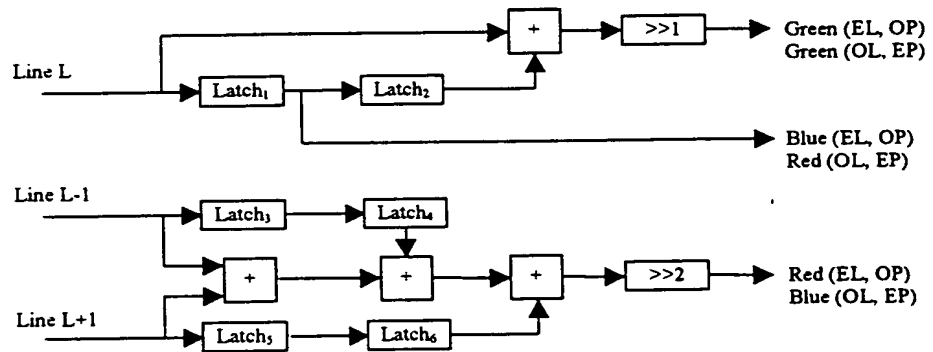 + >>1 Green (EL, OP)
Green (OL, EP)
Line L
Latch₁ Latch₂
Blue (EL, OP)
Red (OL, EP)
Line L-1
Latch₃ Latch₄
+ + + >>2 Red (EL, OP)
Blue (OL, EP)
Line L+1
Latch₅ Latch₆